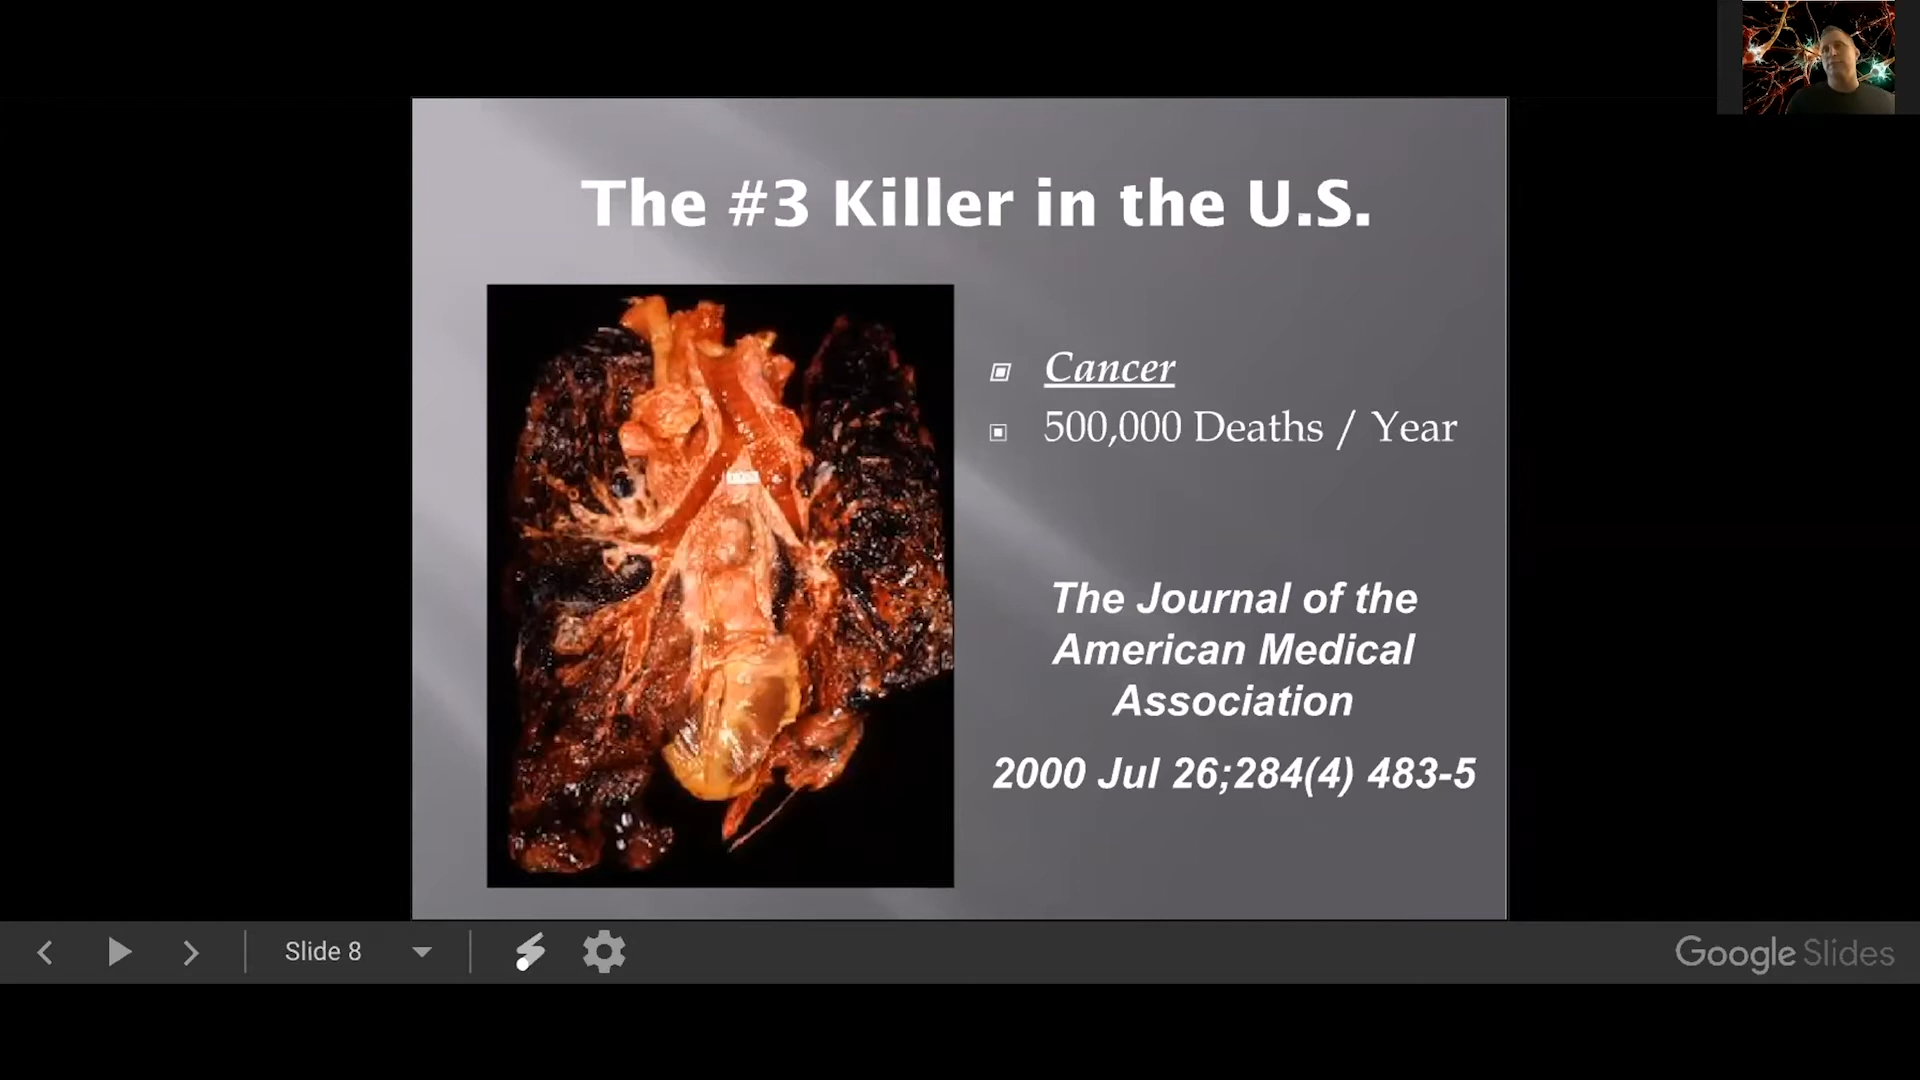 The #3 Killer in the U.S.
Cancer
500,000 Deaths / Year
The Journal of the
American Medical
Association
2000 Jul 26;284(4) 483-5
Slide 8
Google Slides